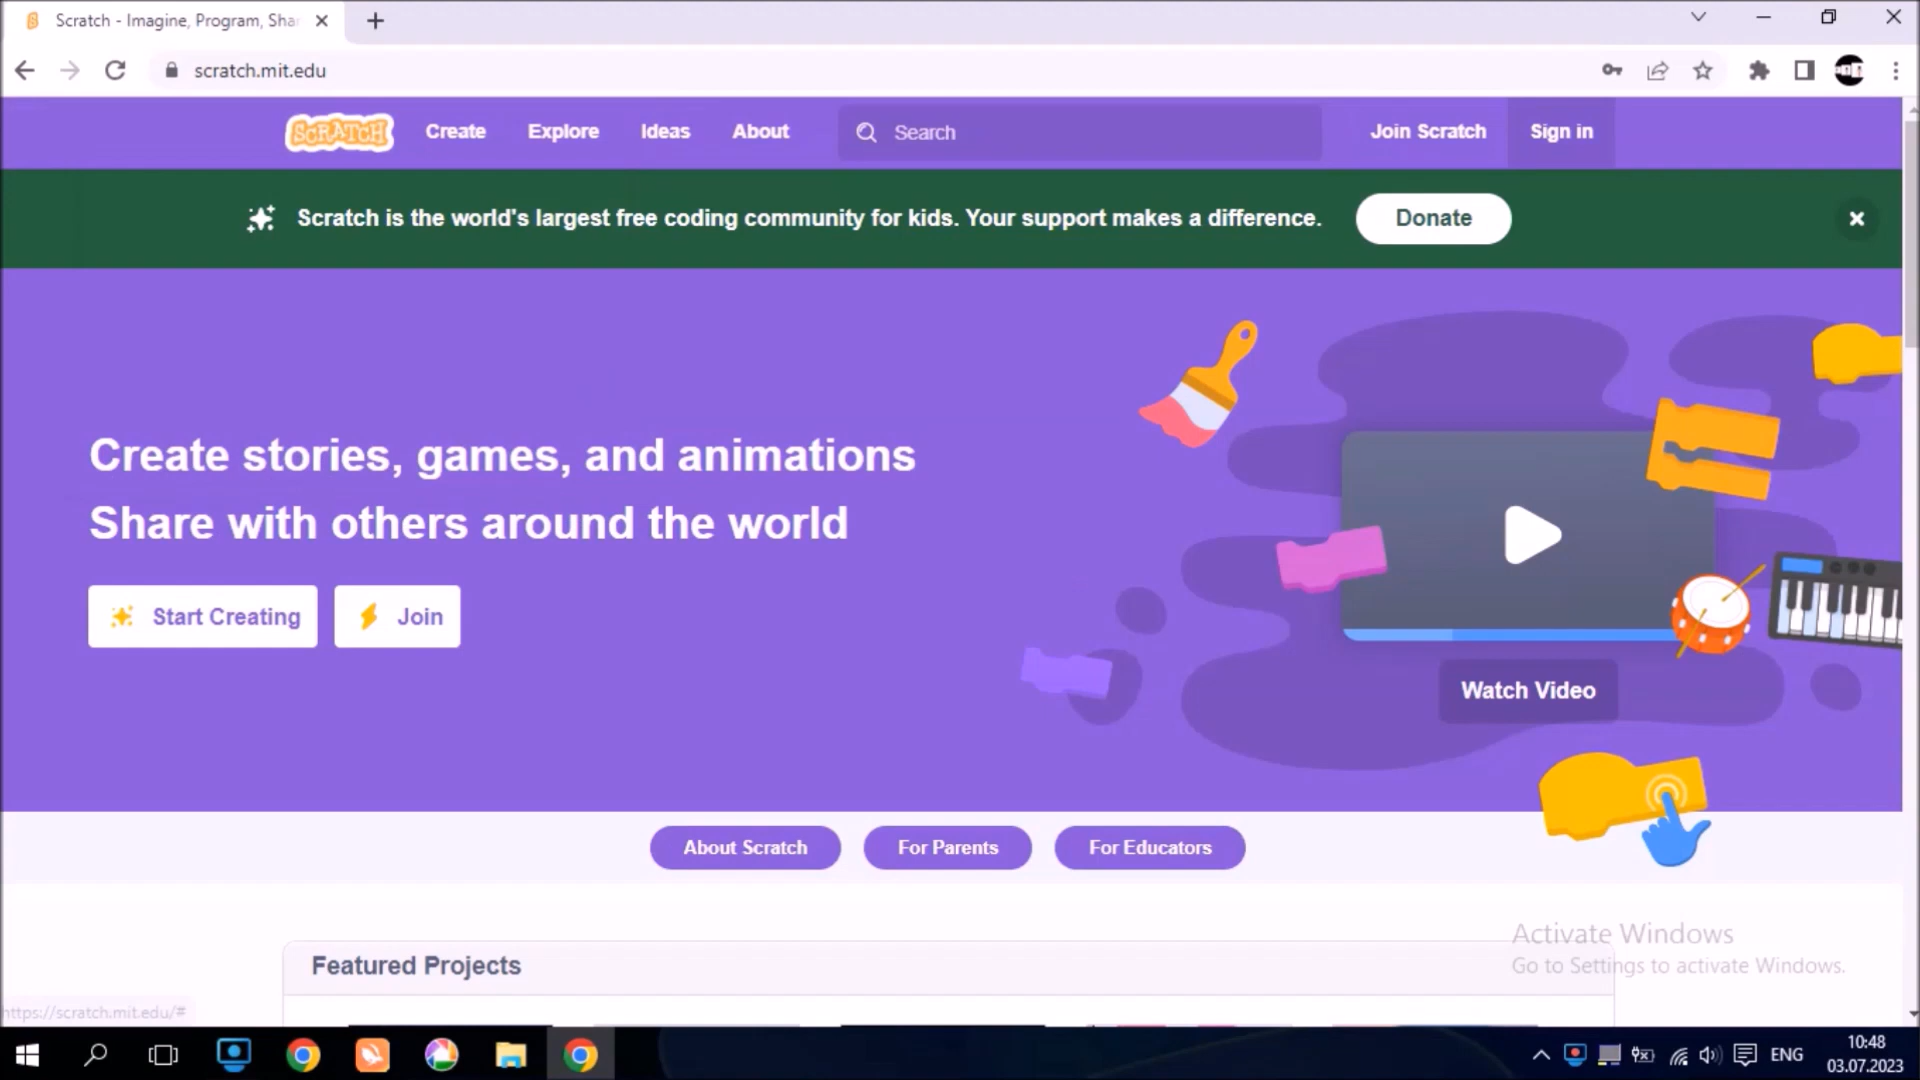 Scratch - Imagine, Program, Sha
scratch.mit.edu
SCRATCH
Create
Explore
Ideas
About
Search
Join Scratch
Sign in
Scratch is the world's largest free coding community for kids. Your support makes a difference.
Donate
Create stories, games, and animations
Share with others around the world
Start Creating
Join
Watch Video
About Scratch
For Parents
For Educators
Featured Projects
Activate Windows
Go to Settings to activate Windows.
https://scratch.mit.edu/#
ENG
10:48
03.07.2023